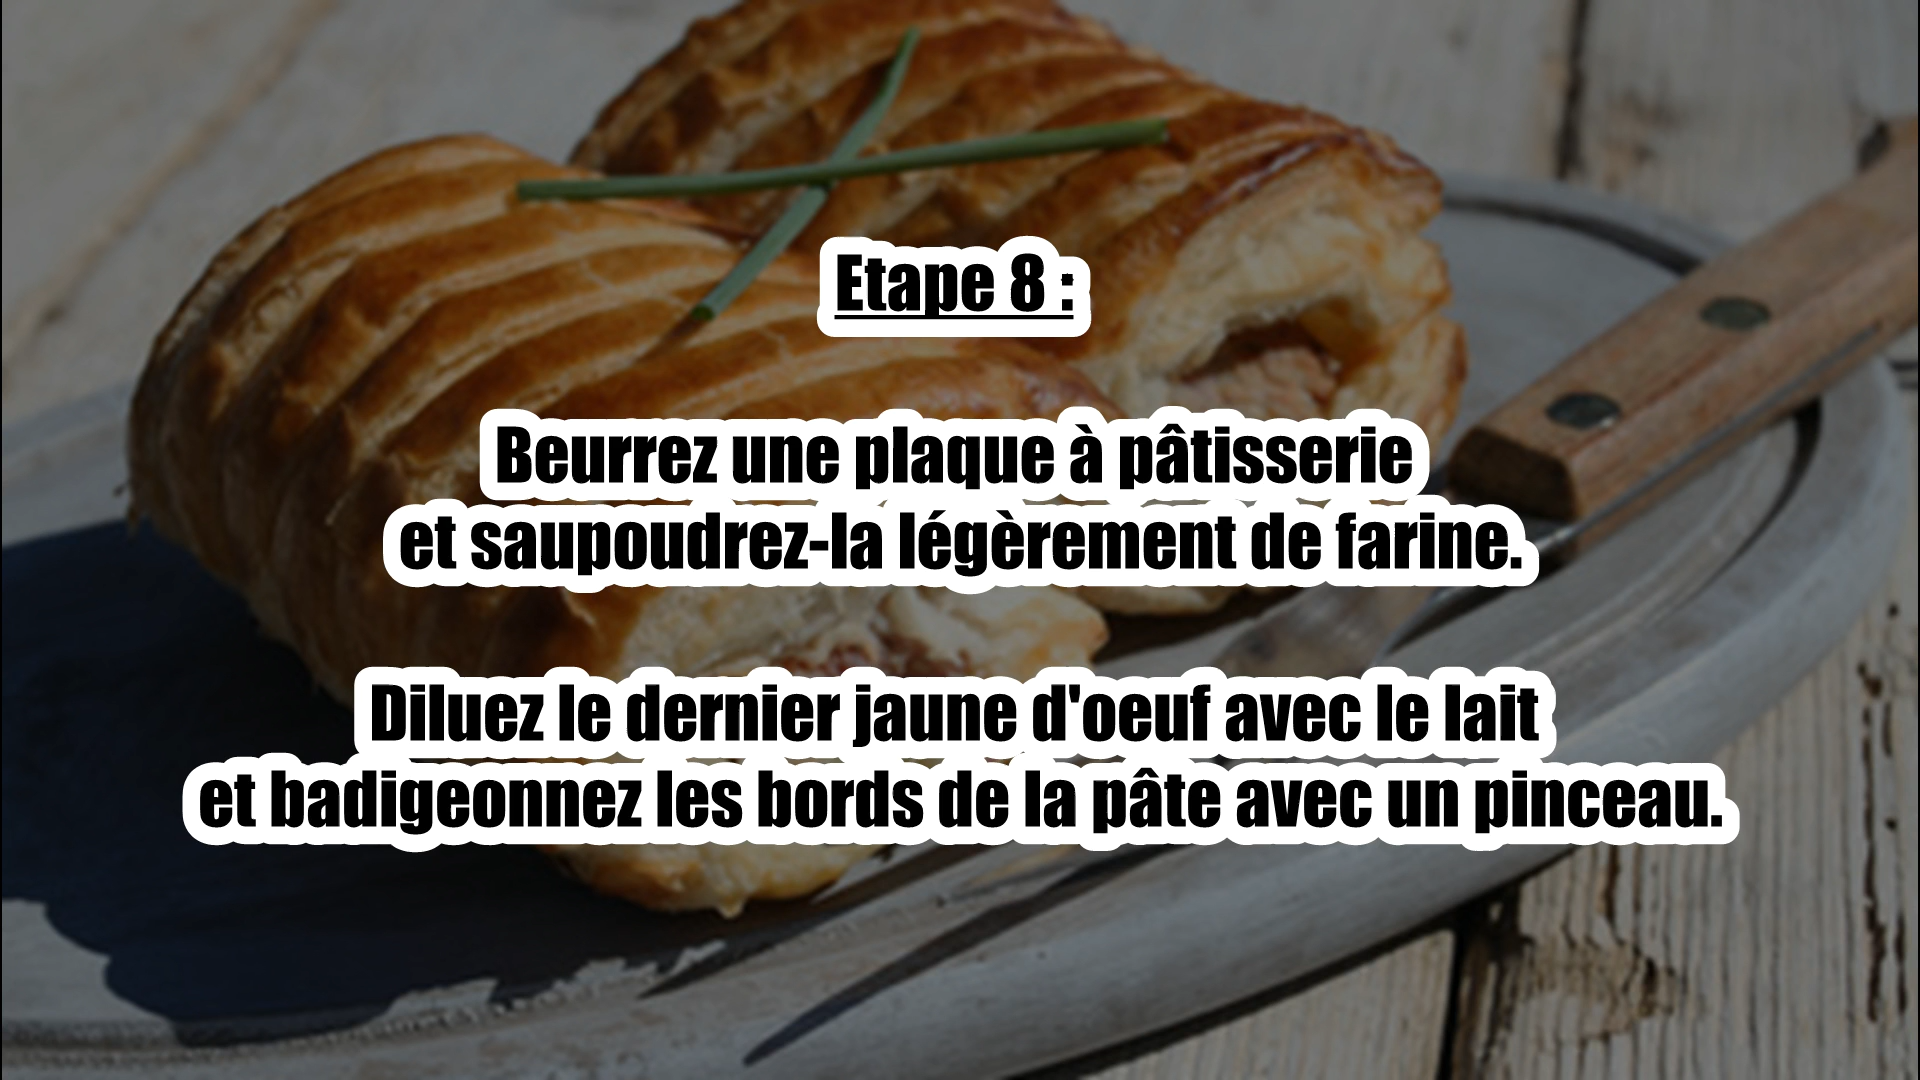 Etape 8 :
Beurrez une plaque à pâtisserie
et saupoudrez-la légèrement de farine.
Diluez le dernier jaune d'oeuf avec le lait
et badigeonnez les bords de la pâte avec un pinceau.